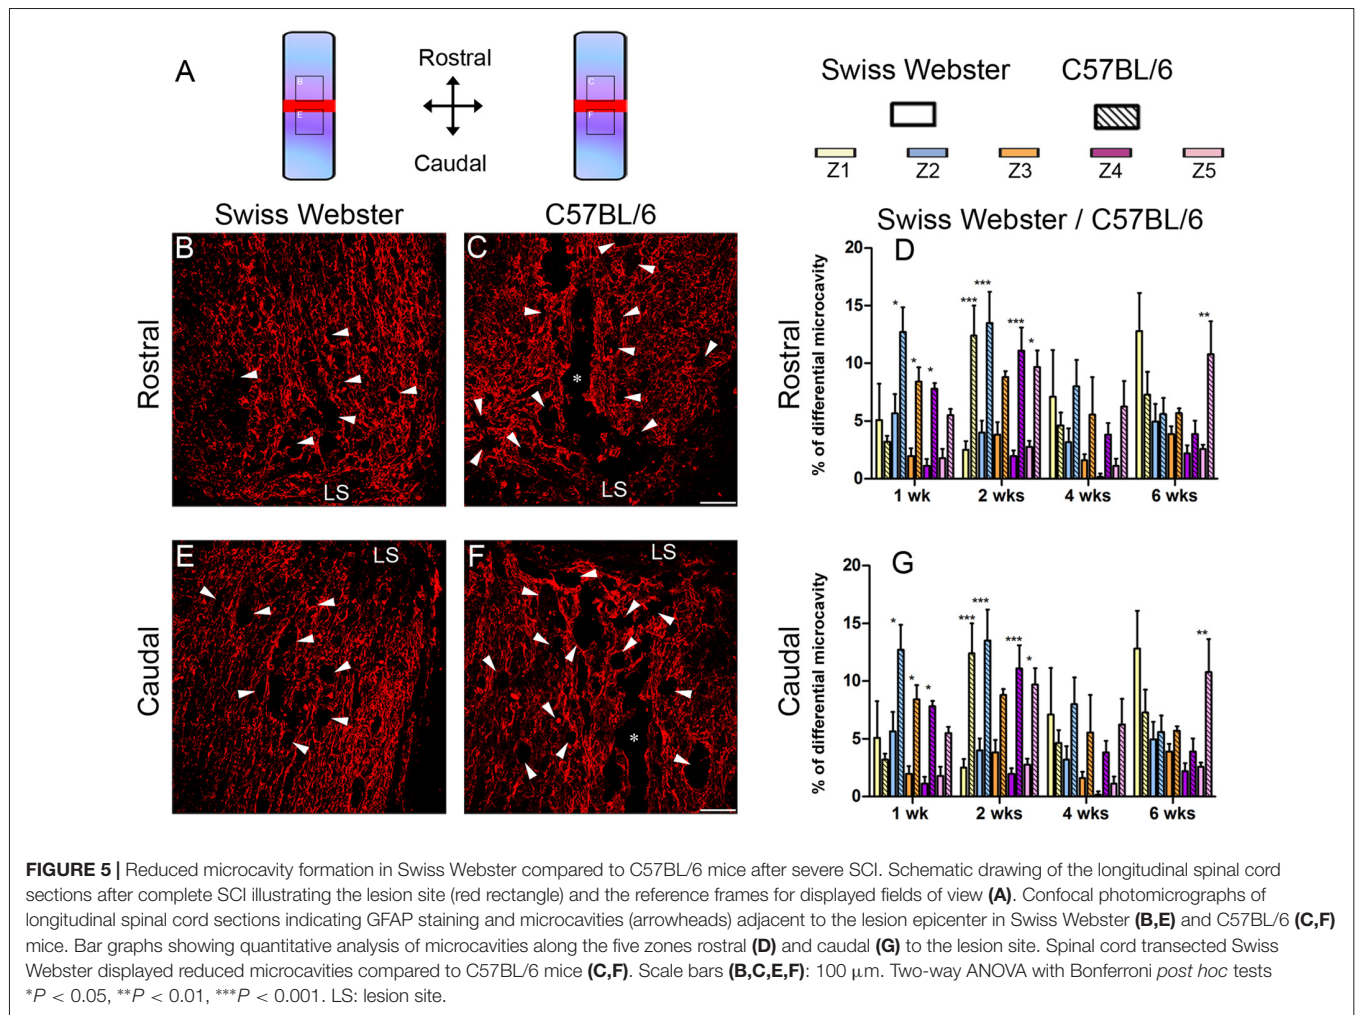 A
Rostral
Caudal
B
E
C
F
Swiss Webster
C57BL/6
Z1
Z2
Z3
Z4
Z5
Swiss Webster
C57BL/6
Swiss Webster / C57BL/6
Rostral
B
LS
C
*
LS
Rostral
D
% of differential microcavity
20
15
10
5
0
*
*
*
***
***
***
*
**
1 wk
2 wks
4 wks
6 wks
Caudal
E
LS
F
LS
*
Caudal
G
% of differential microcavity
20
15
10
5
0
*
*
*
***
***
***
*
**
1 wk
2 wks
4 wks
6 wks
FIGURE 5 | Reduced microcavity formation in Swiss Webster compared to C57BL/6 mice after severe SCI. Schematic drawing of the longitudinal spinal cord
sections after complete SCI illustrating the lesion site (red rectangle) and the reference frames for displayed fields of view (A). Confocal photomicrographs of
longitudinal spinal cord sections indicating GFAP staining and microcavities (arrowheads) adjacent to the lesion epicenter in Swiss Webster (B,E) and C57BL/6 (C,F)
mice. Bar graphs showing quantitative analysis of microcavities along the five zones rostral (D) and caudal (G) to the lesion site. Spinal cord transected Swiss
Webster displayed reduced microcavities compared to C57BL/6 mice (C,F). Scale bars (B,C,E,F): 100 μm. Two-way ANOVA with Bonferroni post hoc tests
*P < 0.05, **P < 0.01, ***P < 0.001. LS: lesion site.